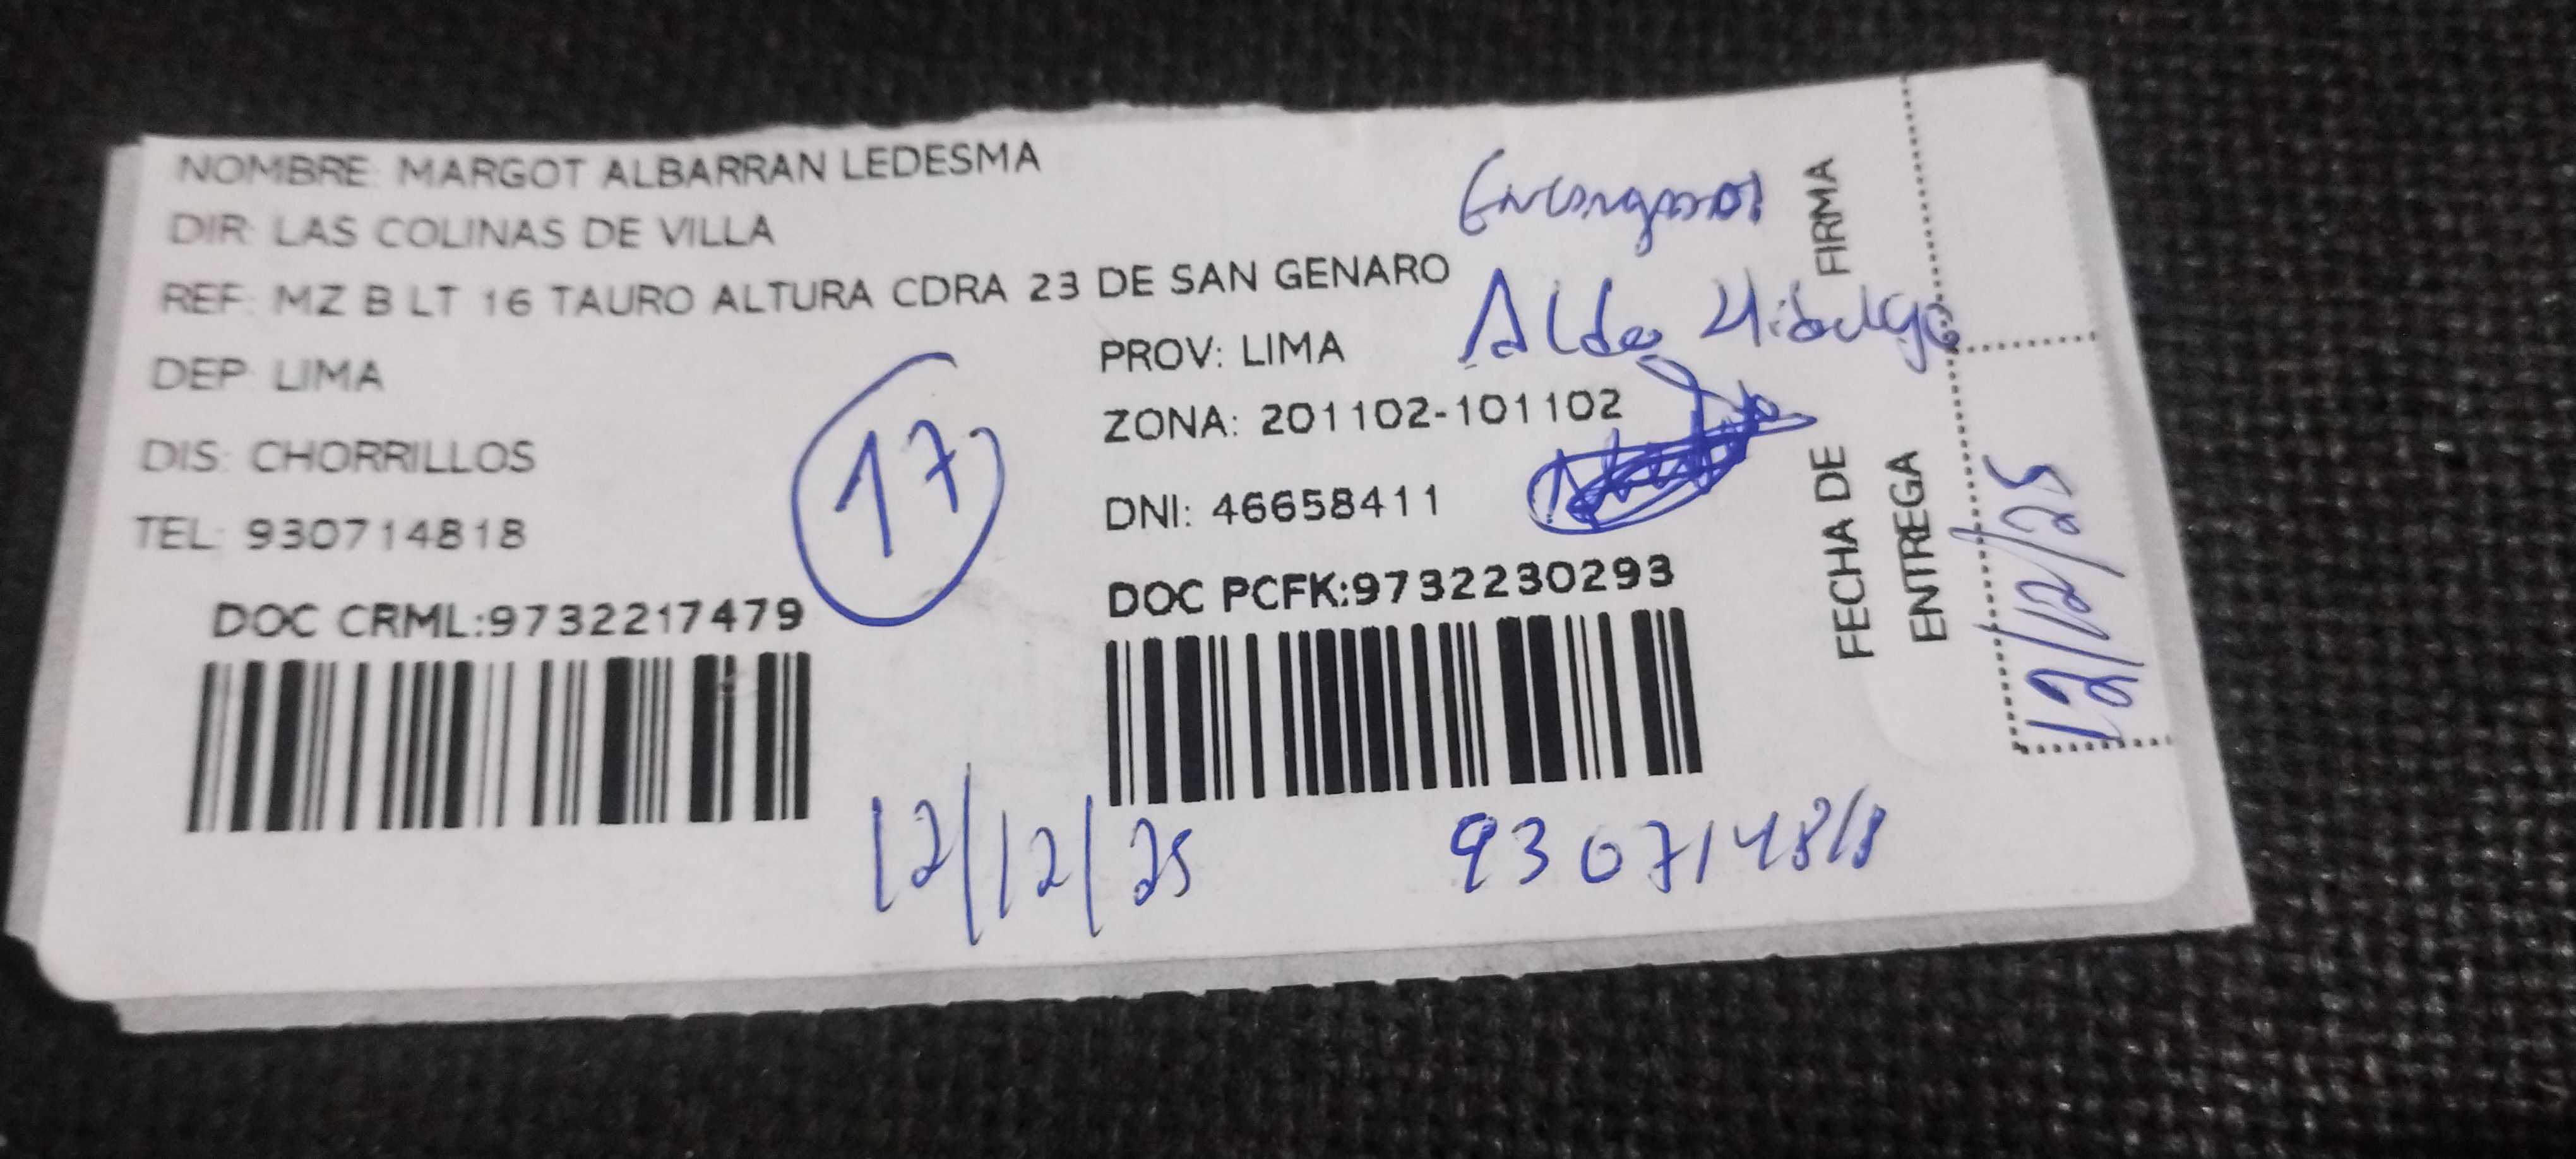 NOMBRE: MARGOT ALBARRAN LEDESMA
DIR: LAS COLINAS DE VILLA
REF: MZ B LT 16 TAURO ALTURA CDRA 23 DE SAN GENARO
DEP: LIMA
PROV: LIMA
DIS: CHORRILLOS
ZONA: 201102-101102
TEL: 930714818
DNI: 46658411
17
DOC CRML:9732217479
DOC PCFK:9732230293
Aldo
FIRMA
FECHA DE
ENTREGA
12/12/25
12/12/25
930714818